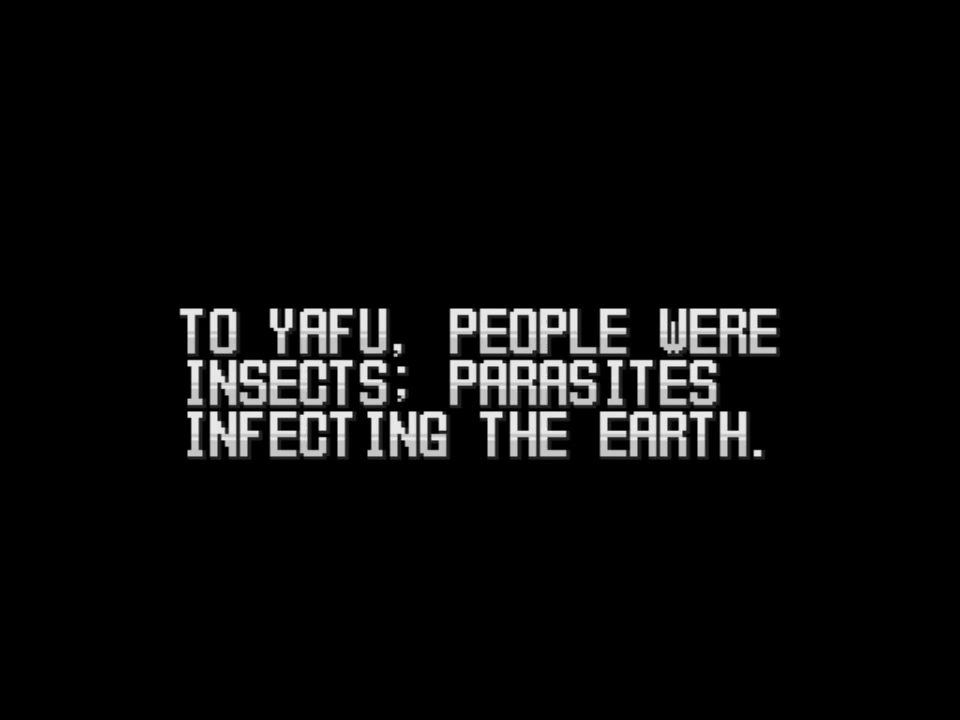 TO YAFU, PEOPLE WERE
INSECTS; PARASITES
INFECTING THE EARTH.